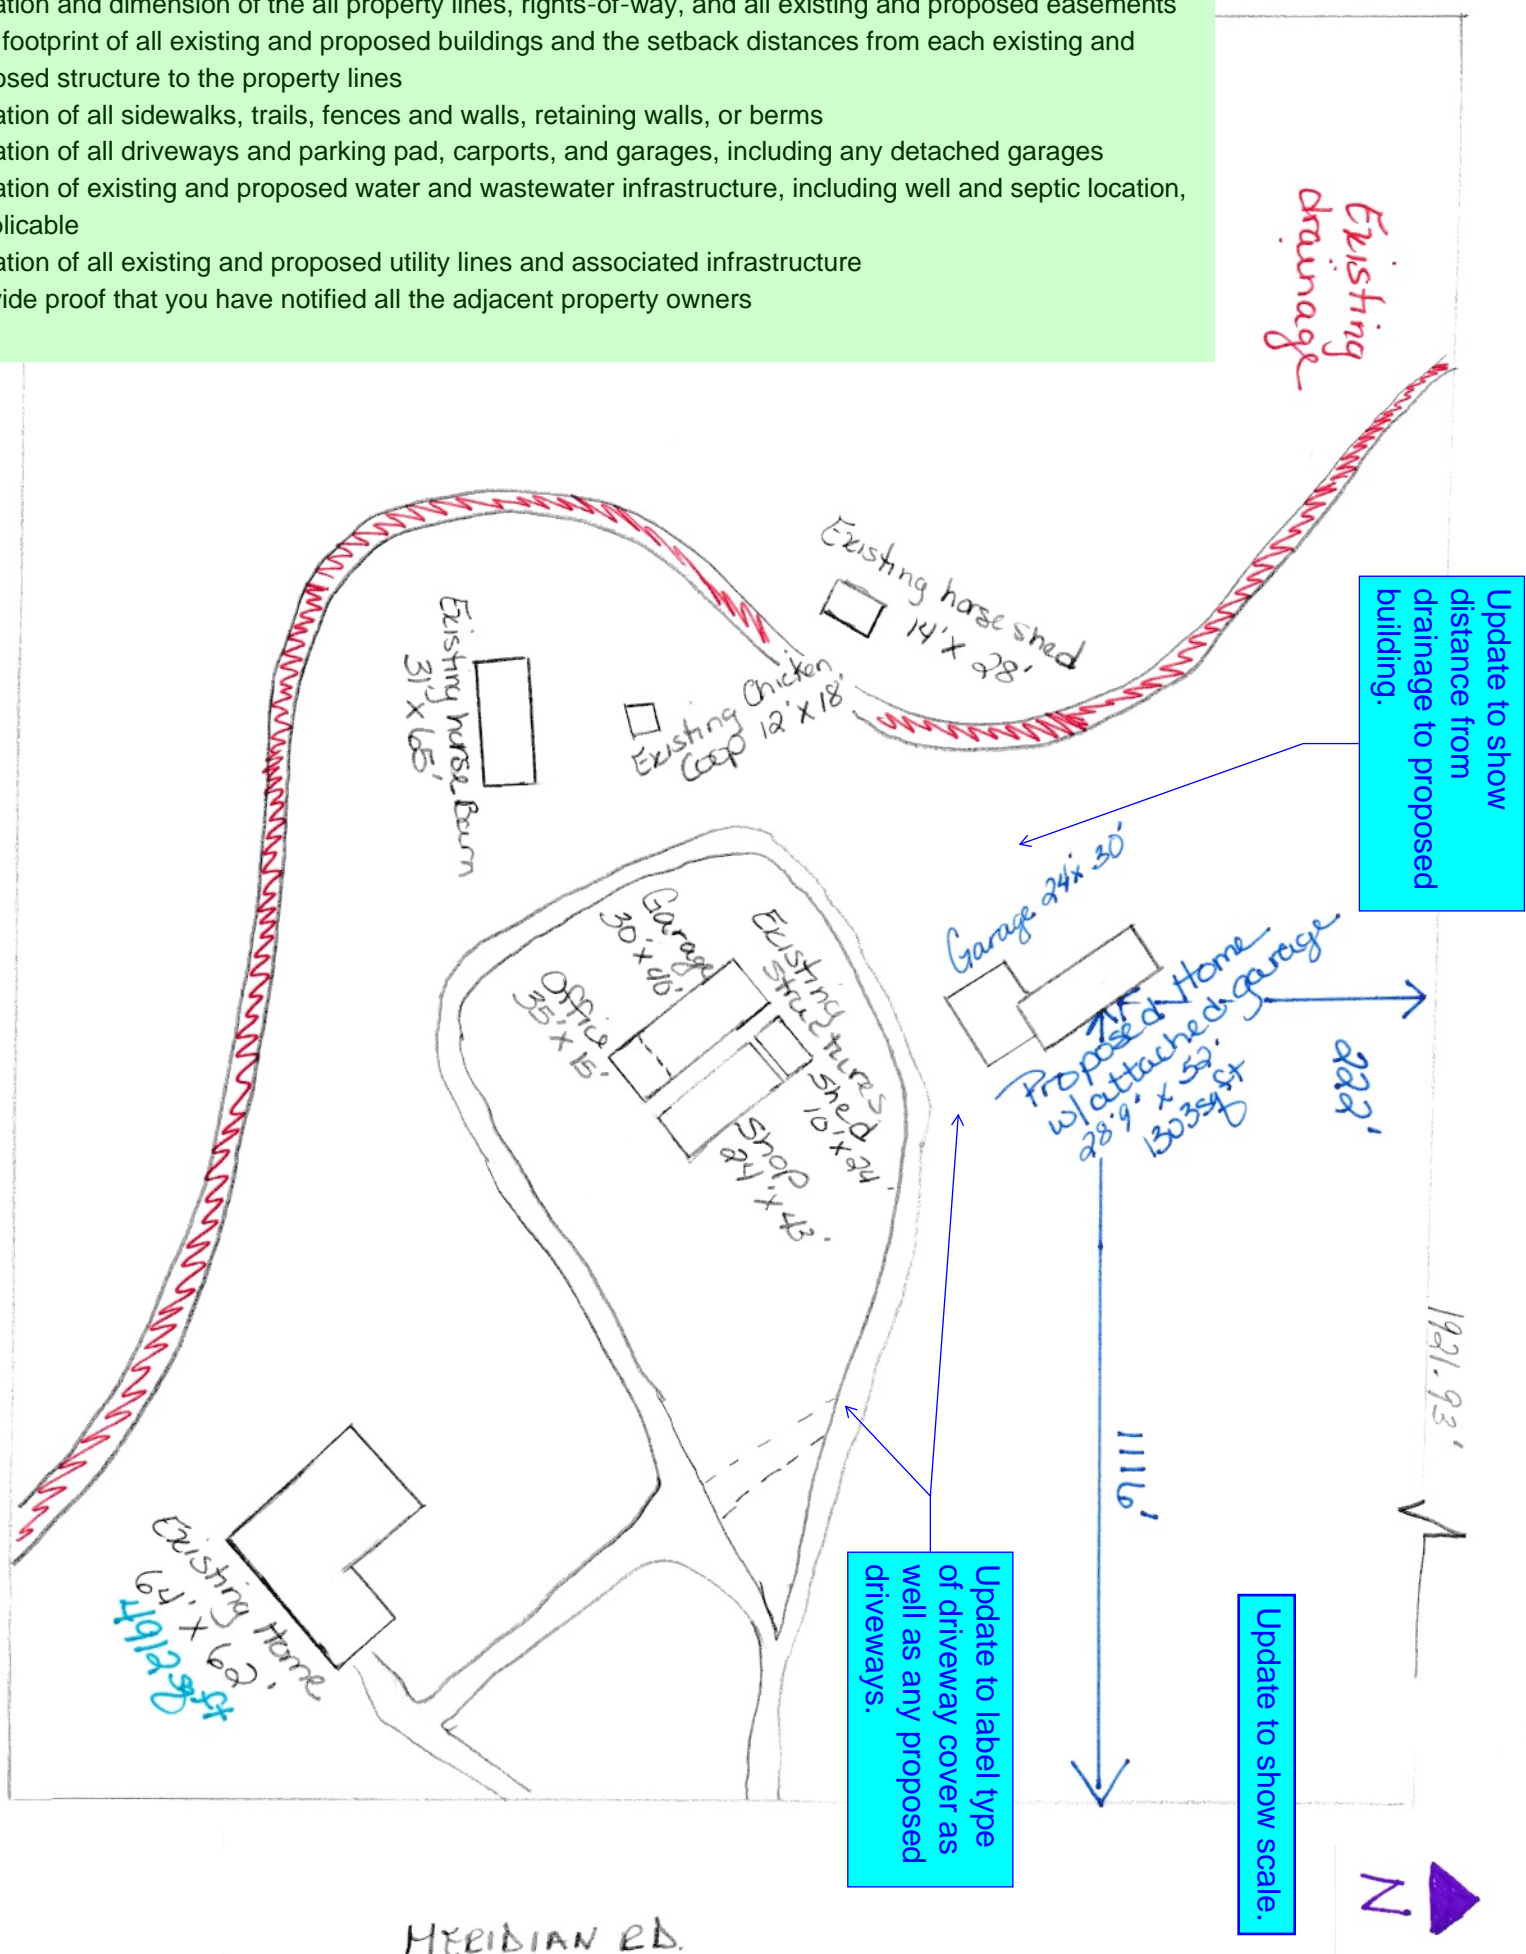 ation and dimension of the all property lines, rights-of-way, and all existing and proposed easements
footprint of all existing and proposed buildings and the setback distances from each existing and
osed structure to the property lines
ation of all sidewalks, trails, fences and walls, retaining walls, or berms
ation of all driveways and parking pad, carports, and garages, including any detached garages
ation of existing and proposed water and wastewater infrastructure, including well and septic location,
plicable
ation of all existing and proposed utility lines and associated infrastructure
vide proof that you have notified all the adjacent property owners
Existing
drainage
Update to show
distance from
drainage to proposed
building.
Existing horse shed
14' x 28'
Existing Chicken
Coop 12' x 18'
Existing horse Barn
31' x 65'
Garage 24' x 30'
Proposed Home
w/attached garage
28'9" x 52'
1303 sq ft
222'
Existing
structures
Shed
10' x 24'
Garage
30' x 40'
Office
35' x 15'
Shop
24' x 43'
1921.93'
1116'
Update to label type
of driveway cover as
well as any proposed
driveways.
Update to show scale.
Existing Home
64' x 62'
4912 sq ft
N
MERIDIAN RD.